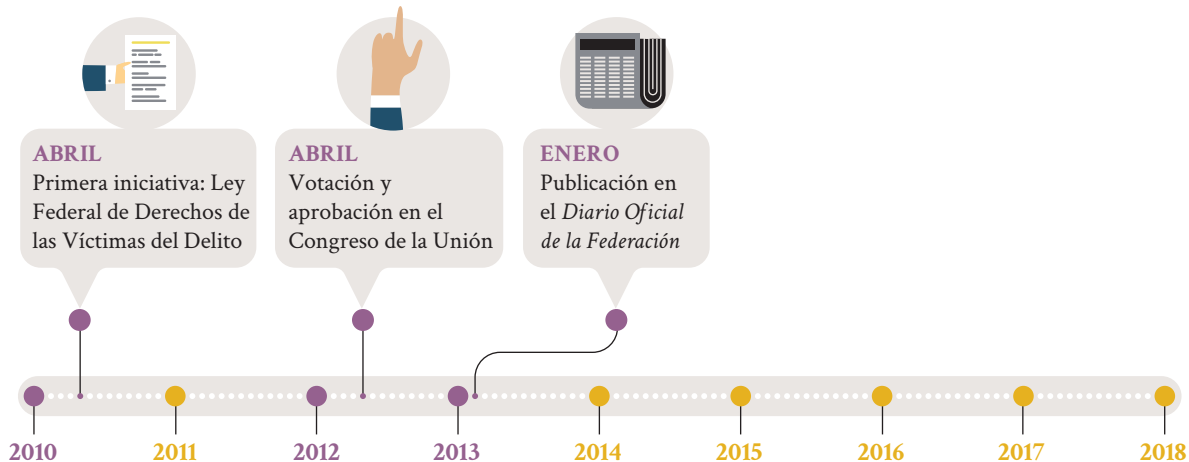 ABRIL
Primera iniciativa: Ley
Federal de Derechos de
las Víctimas del Delito
ABRIL
Votación y
aprobación en el
Congreso de la Unión
ENERO
Publicación en
el Diario Oficial
de la Federación
2010 2011 2012 2013 2014 2015 2016 2017 2018